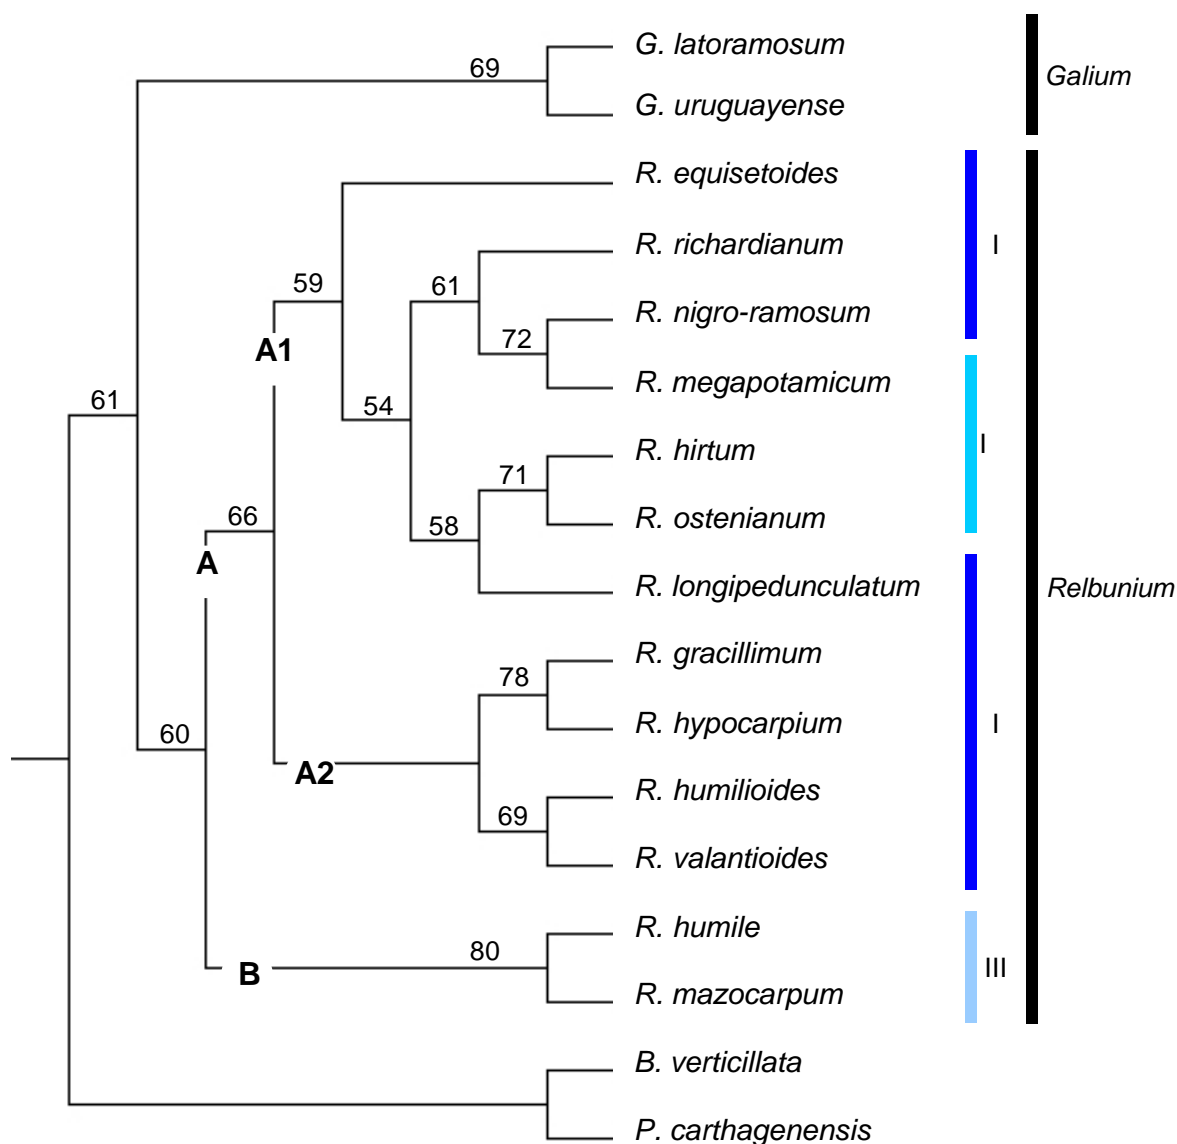 G. latoramosum
69
Galium
G. uruguayense
R. equisetoides
R. richardianum
I
59
61
R. nigro-ramosum
72
A1
R. megapotamicum
61
54
R. hirtum
I
71
R. ostenianum
66
58
A
R. longipedunculatum
Relbunium
R. gracillimum
78
R. hypocarpium
I
60
A2
R. humilioides
69
R. valantioides
R. humile
80
III
B
R. mazocarpum
B. verticillata
P. carthagenensis